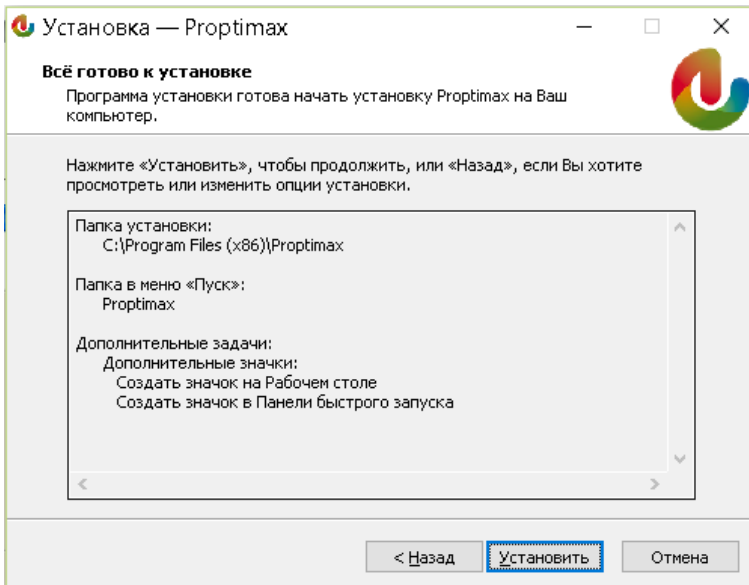 Установка — Proptimax
Всё готово к установке
Программа установки готова начать установку Proptimax на Ваш
компьютер.
Нажмите «Установить», чтобы продолжить, или «Назад», если Вы хотите
просмотреть или изменить опции установки.
Папка установки:
C:\Program Files (x86)\Proptimax
Папка в меню «Пуск»:
Proptimax
Дополнительные задачи:
Дополнительные значки:
Создать значок на Рабочем столе
Создать значок в Панели быстрого запуска
< Назад
Установить
Отмена